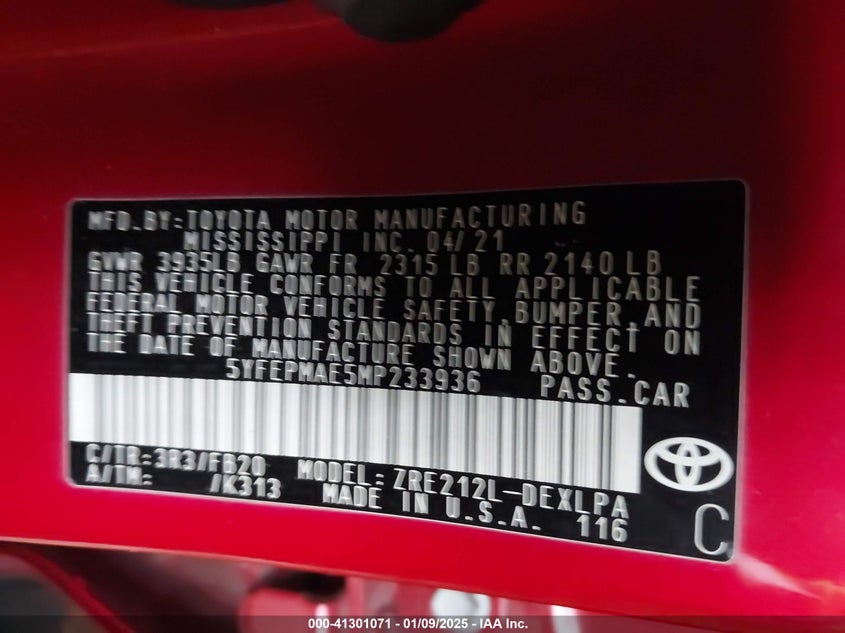 MFD.BY:TOYOTA MOTOR MANUFACTURING
MISSISSIPPI INC. 04/21
GVWR 3935LB GAWR FR 2315 LB RR 2140 LB
THIS VEHICLE CONFORMS TO ALL APPLICABLE
FEDERAL MOTOR VEHICLE SAFETY,BUMPER,AND
THEFT PREVENTION STANDARDS IN EFFECT ON
THE DATE OF MANUFACTURE SHOWN ABOVE.
5YFEPMAE5MP233936 PASS.CAR
C/TR:3R3/FB20 MODEL:ZRE212L-DEXLPA
A/TM: /K313 MADE IN U.S.A. 116
C
000-41301071 - 01/09/2025 - IAA Inc.